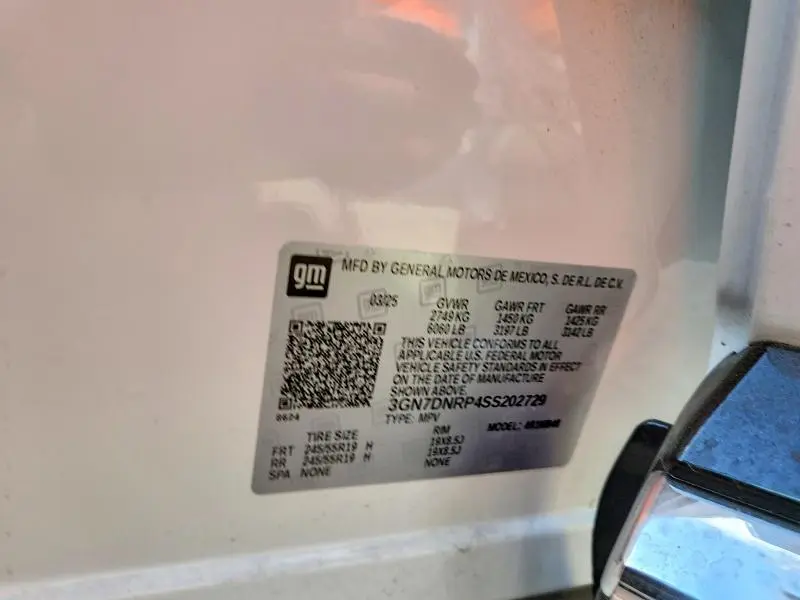 gm MFD BY GENERAL MOTORS DE MEXICO, S. DE R.L. DE C.V.
03/25 GVWR GAWR FRT GAWR RR
2749 KG 1450 KG 1425 KG
6060 LB 3197 LB 3142 LB
THIS VEHICLE CONFORMS TO ALL
APPLICABLE U.S. FEDERAL MOTOR
VEHICLE SAFETY STANDARDS IN EFFECT
ON THE DATE OF MANUFACTURE
SHOWN ABOVE.
3GN7DNRP4SS202729
TYPE: MPV MODEL:
8624
TIRE SIZE RIM
FRT 245/55R19 H 19X8.5J
RR 245/55R19 H 19X8.5J
SPA NONE NONE